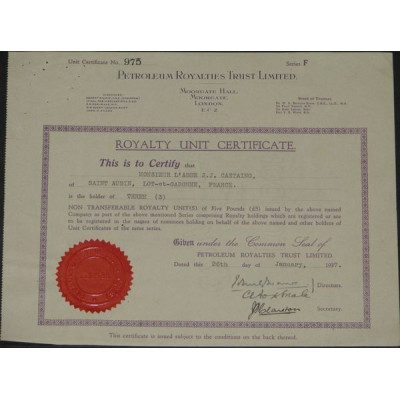 Unit Certificate No. 975
Series F
PETROLEUM ROYALTIES TRUST LIMITED.
MOORGATE HALL,
MOORGATE,
LONDON.
E.C. 2
ROYALTY UNIT CERTIFICATE.
This is to Certify that
MONSIEUR L'ABBE J.J.
of SAINT AUBIN, LOT-et-GARONNE, FRANCE.
is the holder of THREE (3)
NON TRANSFERABLE ROYALTY UNIT(S) of Five Pounds (£5) issued by the above named
Company as part of the above mentioned Series comprising Royalty holdings which are registered or are
to be registered in the names of common holding on behalf of the above named and other holders of
Unit Certificates of the same series.
Given under the Common Seal of
PETROLEUM ROYALTIES TRUST LIMITED.
Dated this day of January, 1937.
Directors
Secretary.
This certificate is issued subject to the conditions on the back thereof.